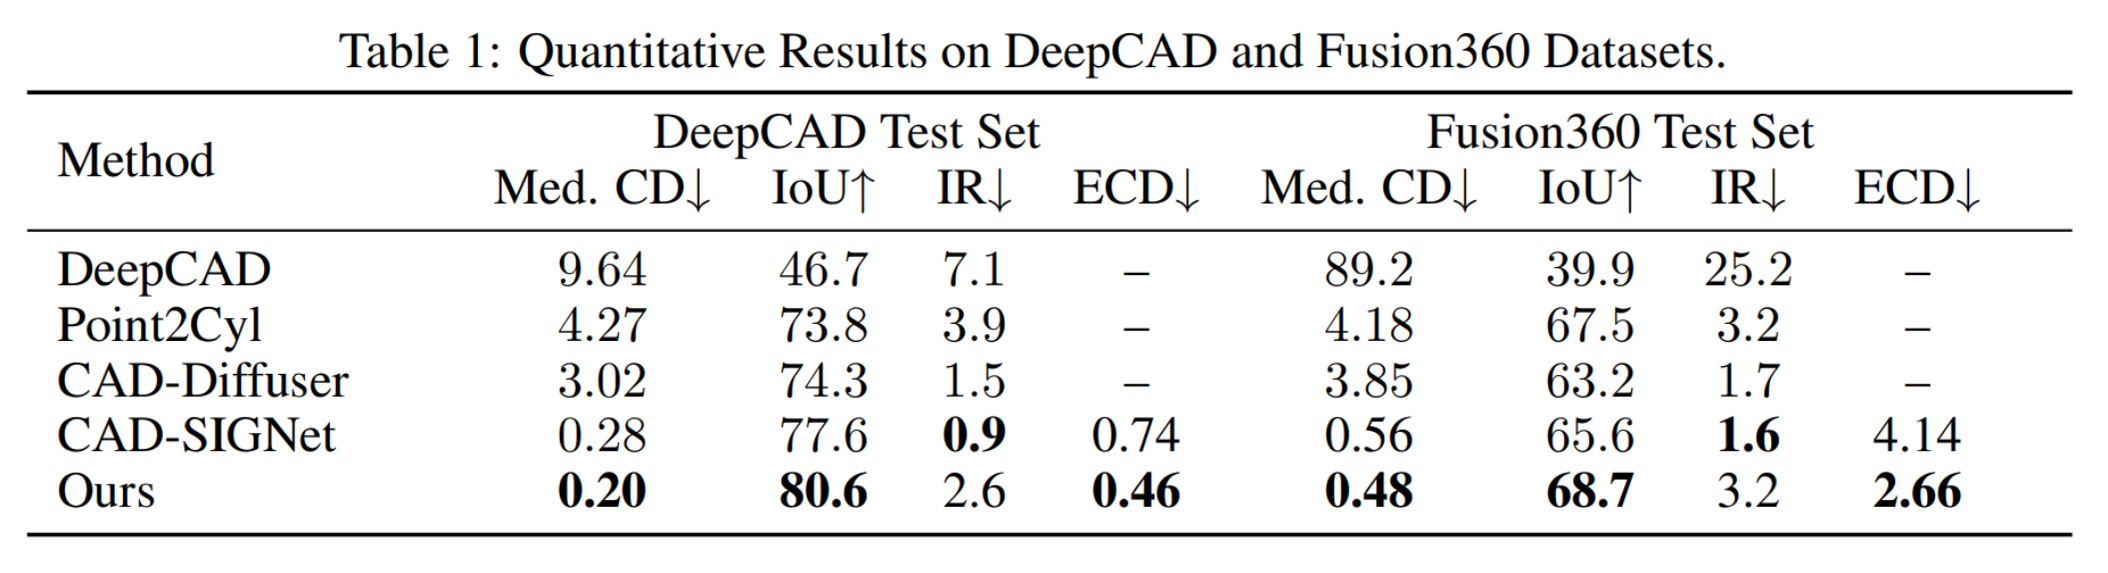 Table 1: Quantitative Results on DeepCAD and Fusion360 Datasets.
Method DeepCAD Test Set Fusion360 Test Set
Med. CD↓ IoU↑ IR↓ ECD↓ Med. CD↓ IoU↑ IR↓ ECD↓
DeepCAD 9.64 46.7 7.1 – 89.2 39.9 25.2 –
Point2Cyl 4.27 73.8 3.9 – 4.18 67.5 3.2 –
CAD-Diffuser 3.02 74.3 1.5 – 3.85 63.2 1.7 –
CAD-SIGNet 0.28 77.6 0.9 0.74 0.56 65.6 1.6 4.14
Ours 0.20 80.6 2.6 0.46 0.48 68.7 3.2 2.66